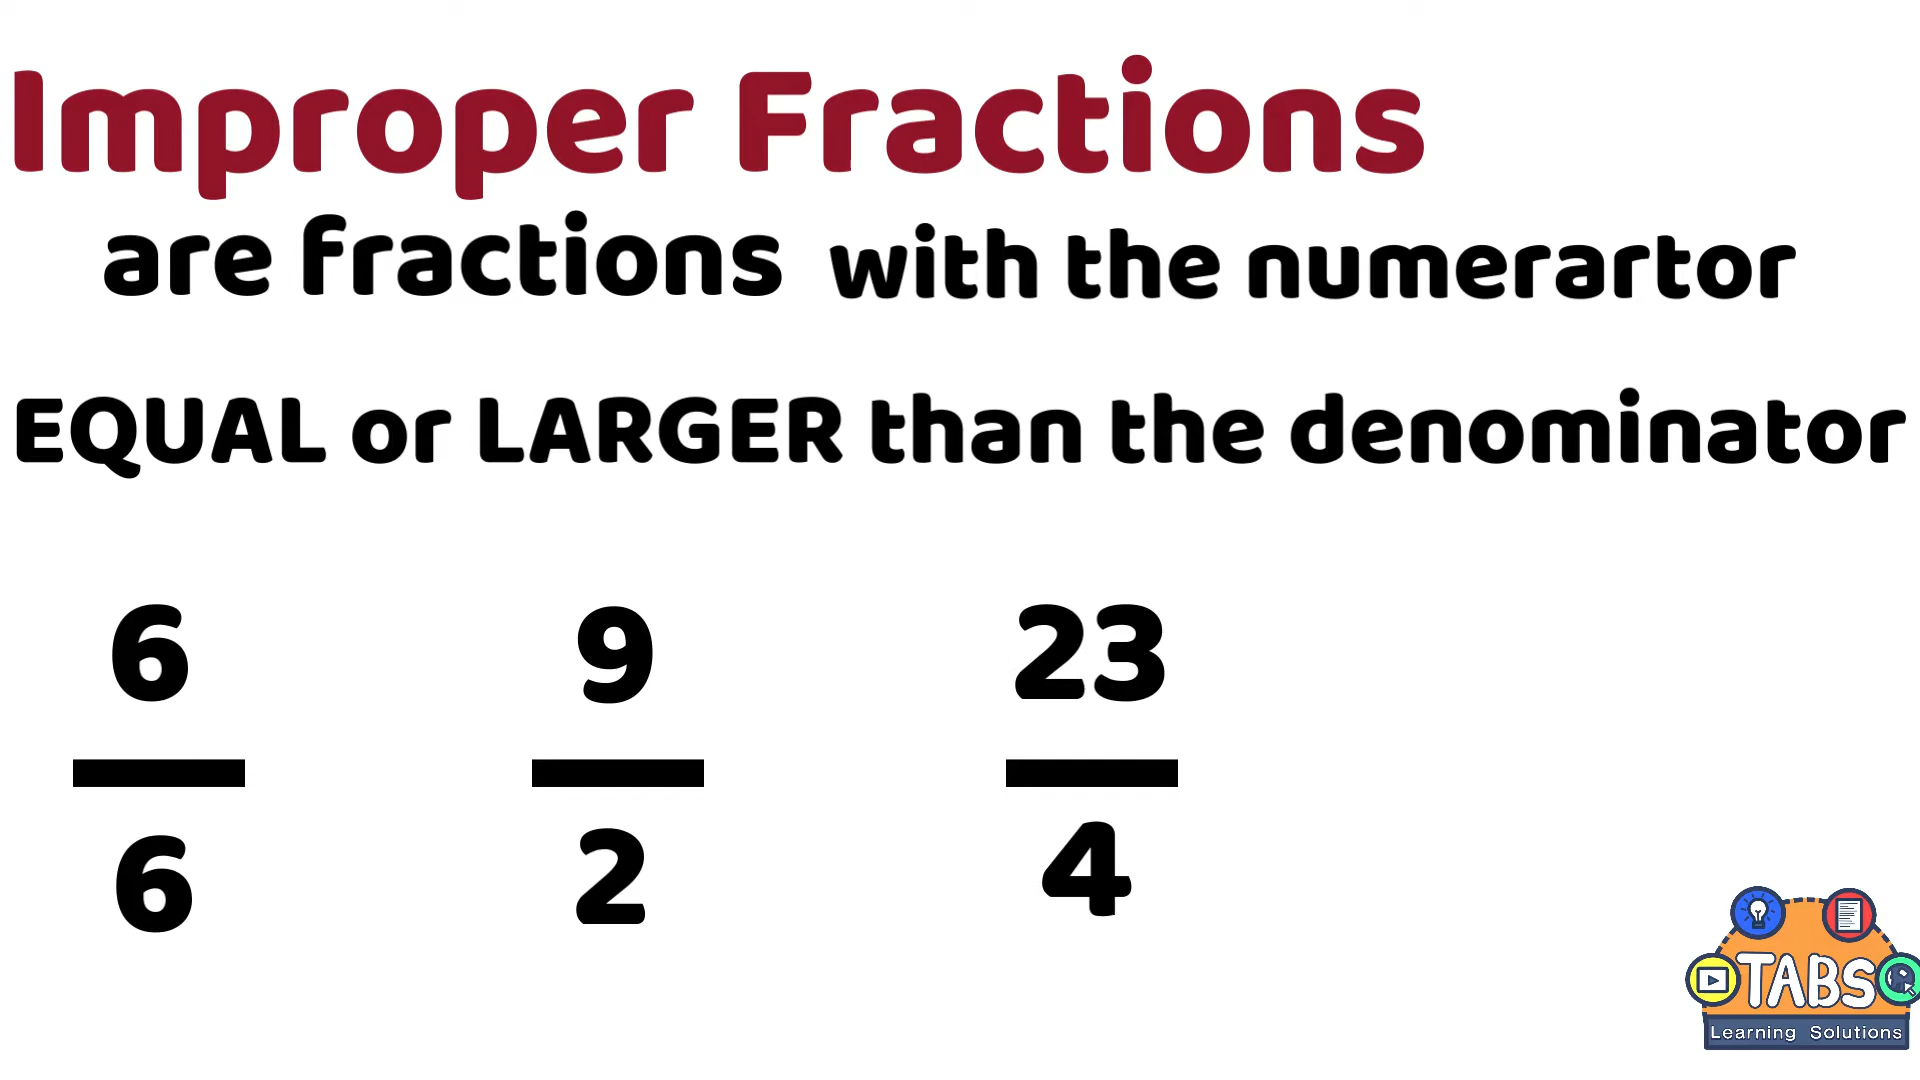 Improper Fractions
are fractions with the numerartor
EQUAL or LARGER than the denominator
6 9 23
6 2 4
TABS
Learning Solutions